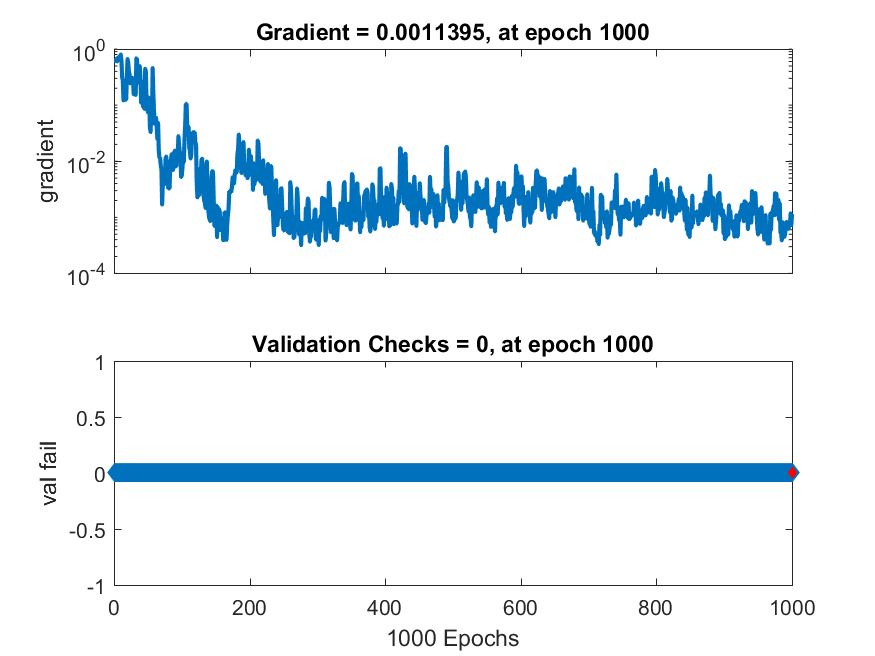 Gradient = 0.0011395, at epoch 1000
10^0
10^-2
10^-4
gradient
Validation Checks = 0, at epoch 1000
1
0.5
0
-0.5
-1
val fail
0 200 400 600 800 1000
1000 Epochs